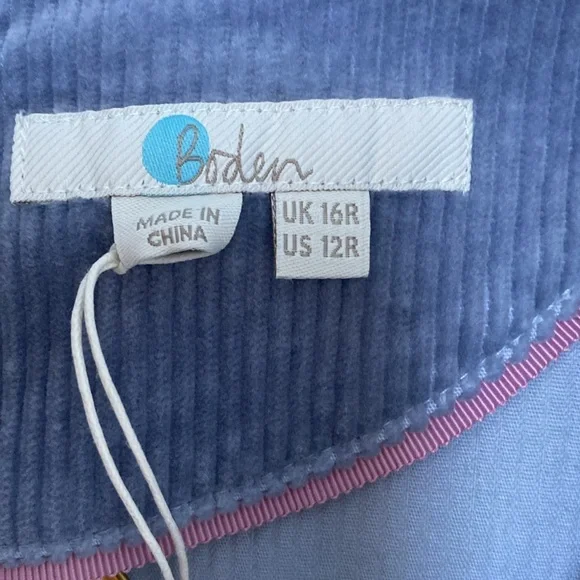 Boden
MADE IN
CHINA
UK 16R
US 12R